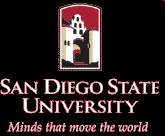 SAN DIEGO STATE
UNIVERSITY
Minds that move the world